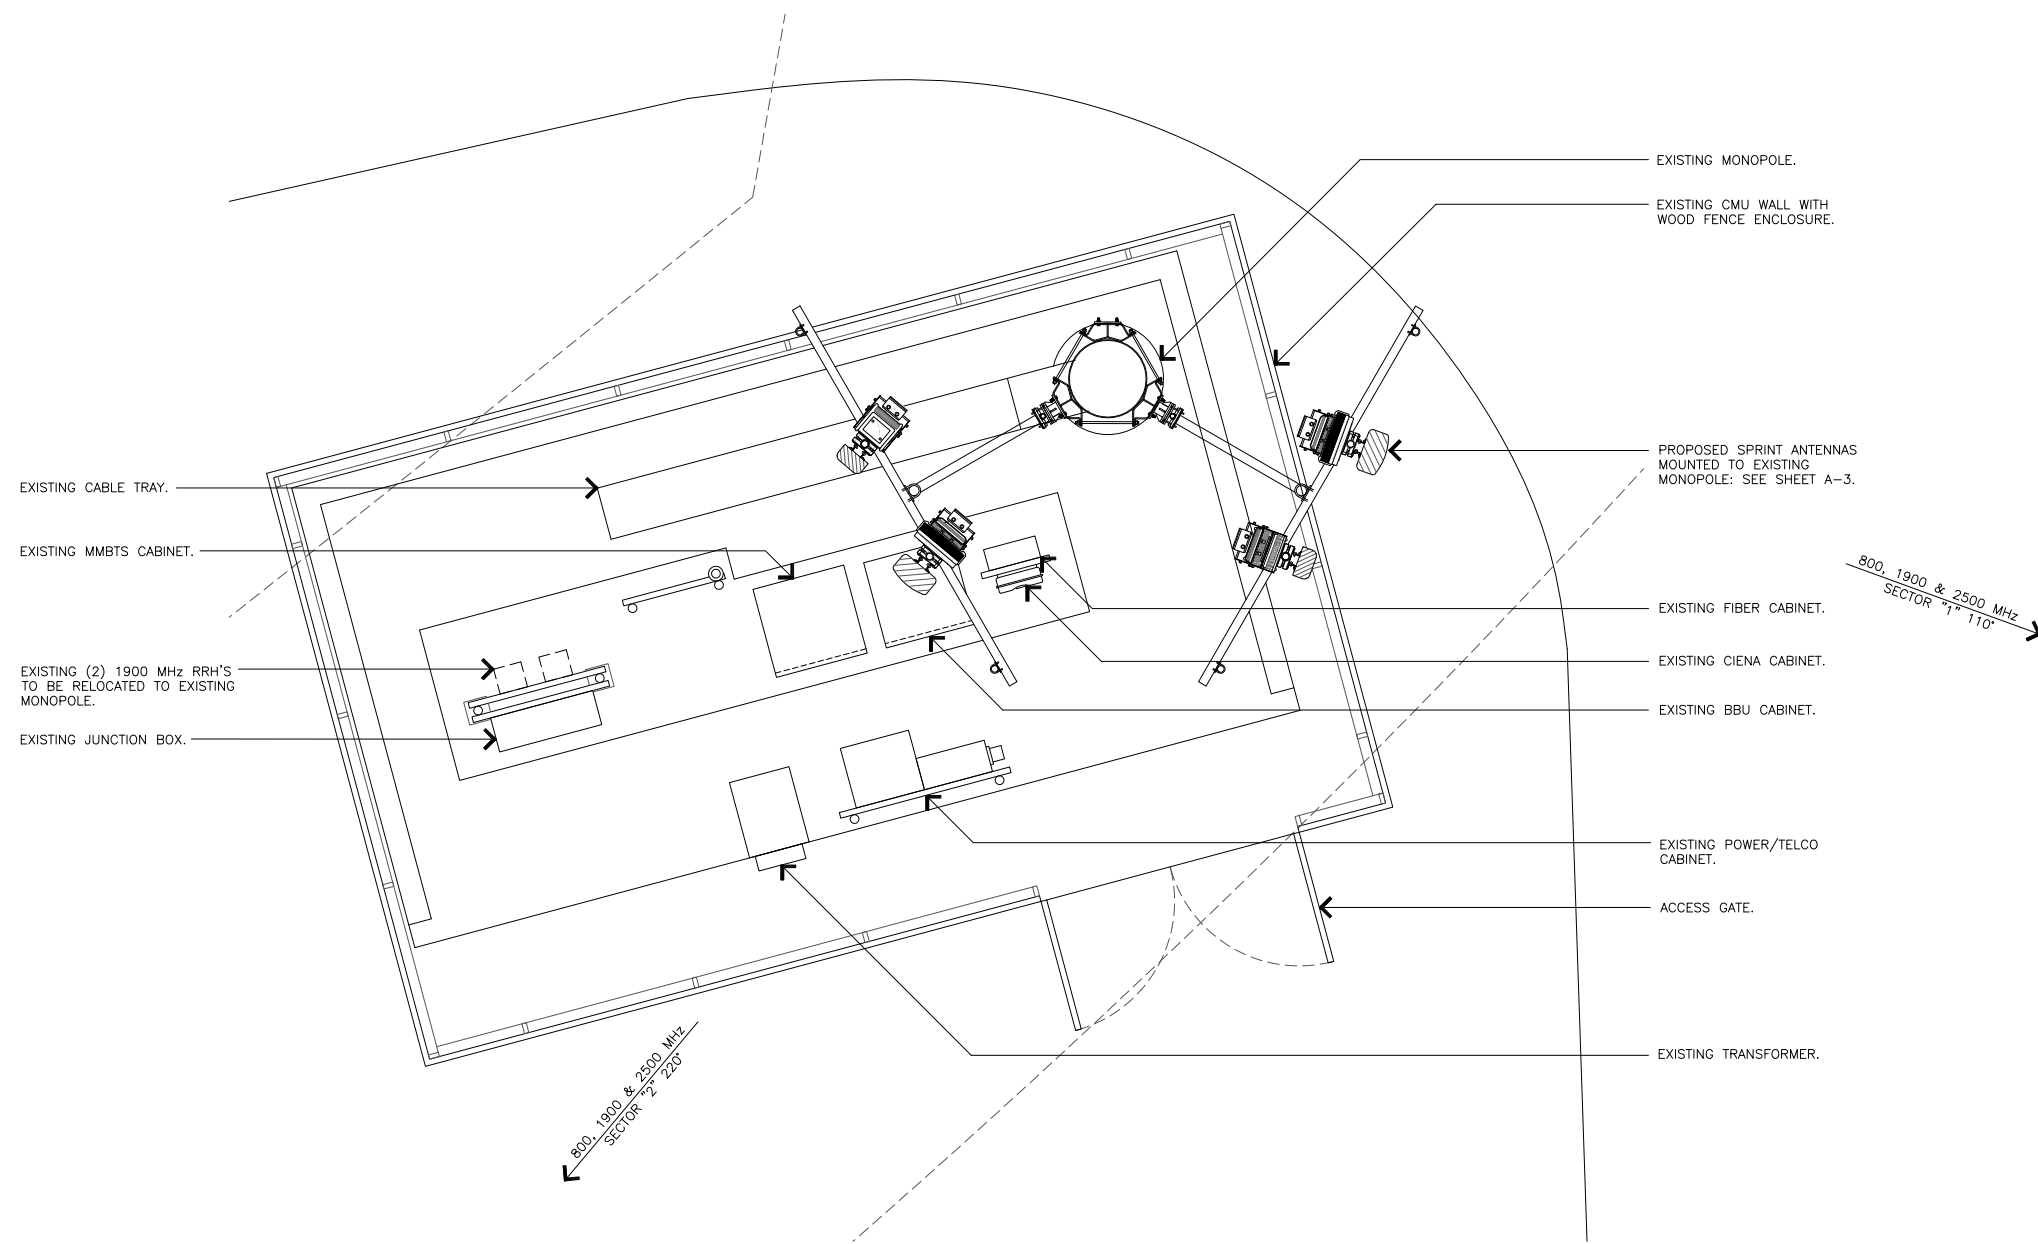 EXISTING MONOPOLE.
EXISTING CMU WALL WITH
WOOD FENCE ENCLOSURE.
PROPOSED SPRINT ANTENNAS
MOUNTED TO EXISTING
MONOPOLE: SEE SHEET A-3.
EXISTING CABLE TRAY.
EXISTING MMBTS CABINET.
800, 1900 & 2500 MHz
SECTOR "1" 110°
EXISTING FIBER CABINET.
EXISTING CIENA CABINET.
EXISTING (2) 1900 MHz RRH'S
TO BE RELOCATED TO EXISTING
MONOPOLE.
EXISTING BBU CABINET.
EXISTING JUNCTION BOX.
EXISTING POWER/TELCO
CABINET.
ACCESS GATE.
EXISTING TRANSFORMER.
800, 1900 & 2500 MHz
SECTOR "2" 220°